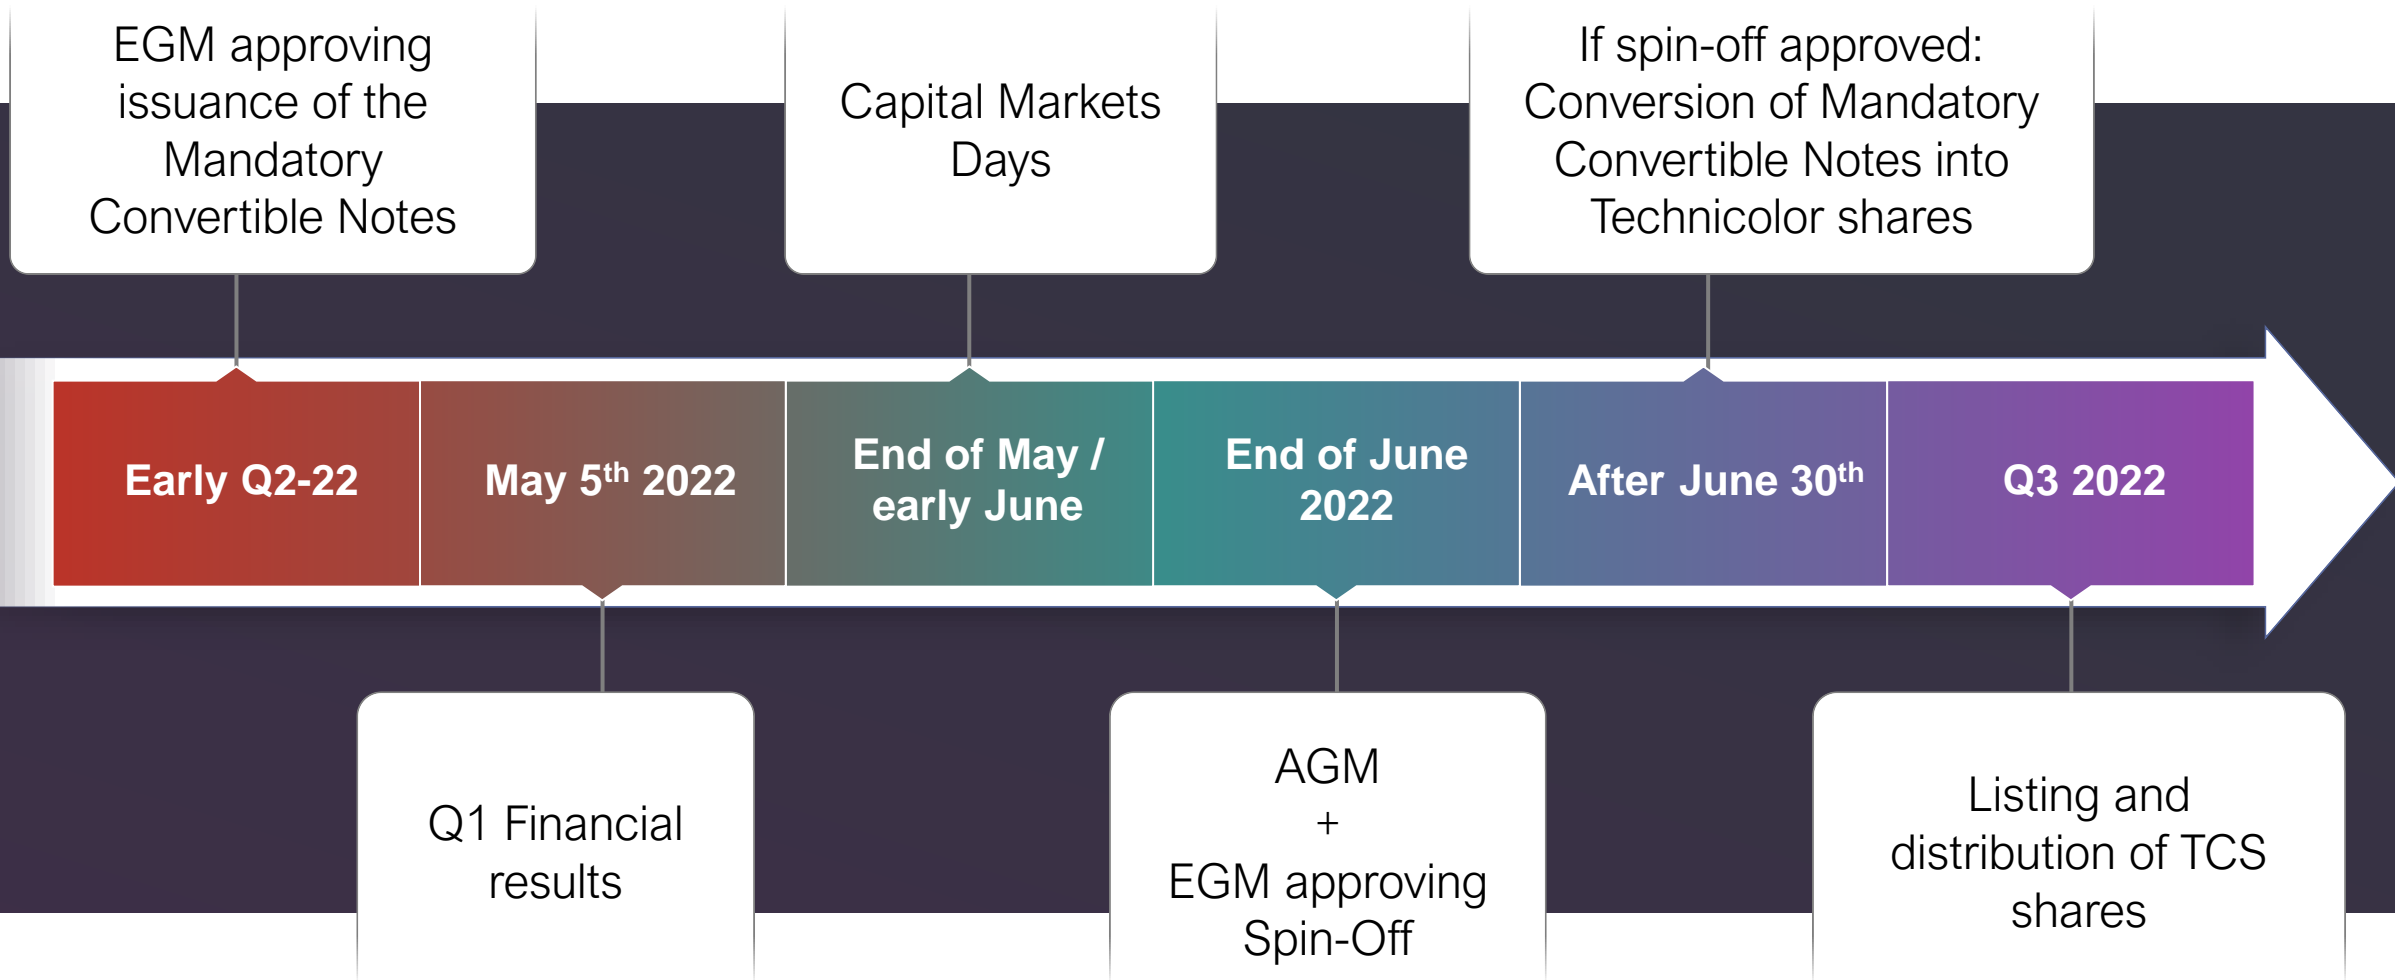 EGM approving
issuance of the
Mandatory
Convertible Notes
Capital Markets
Days
If spin-off approved:
Conversion of Mandatory
Convertible Notes into
Technicolor shares
Early Q2-22
May 5th 2022
End of May /
early June
End of June
2022
After June 30th
Q3 2022
Q1 Financial
results
AGM
+
EGM approving
Spin-Off
Listing and
distribution of TCS
shares